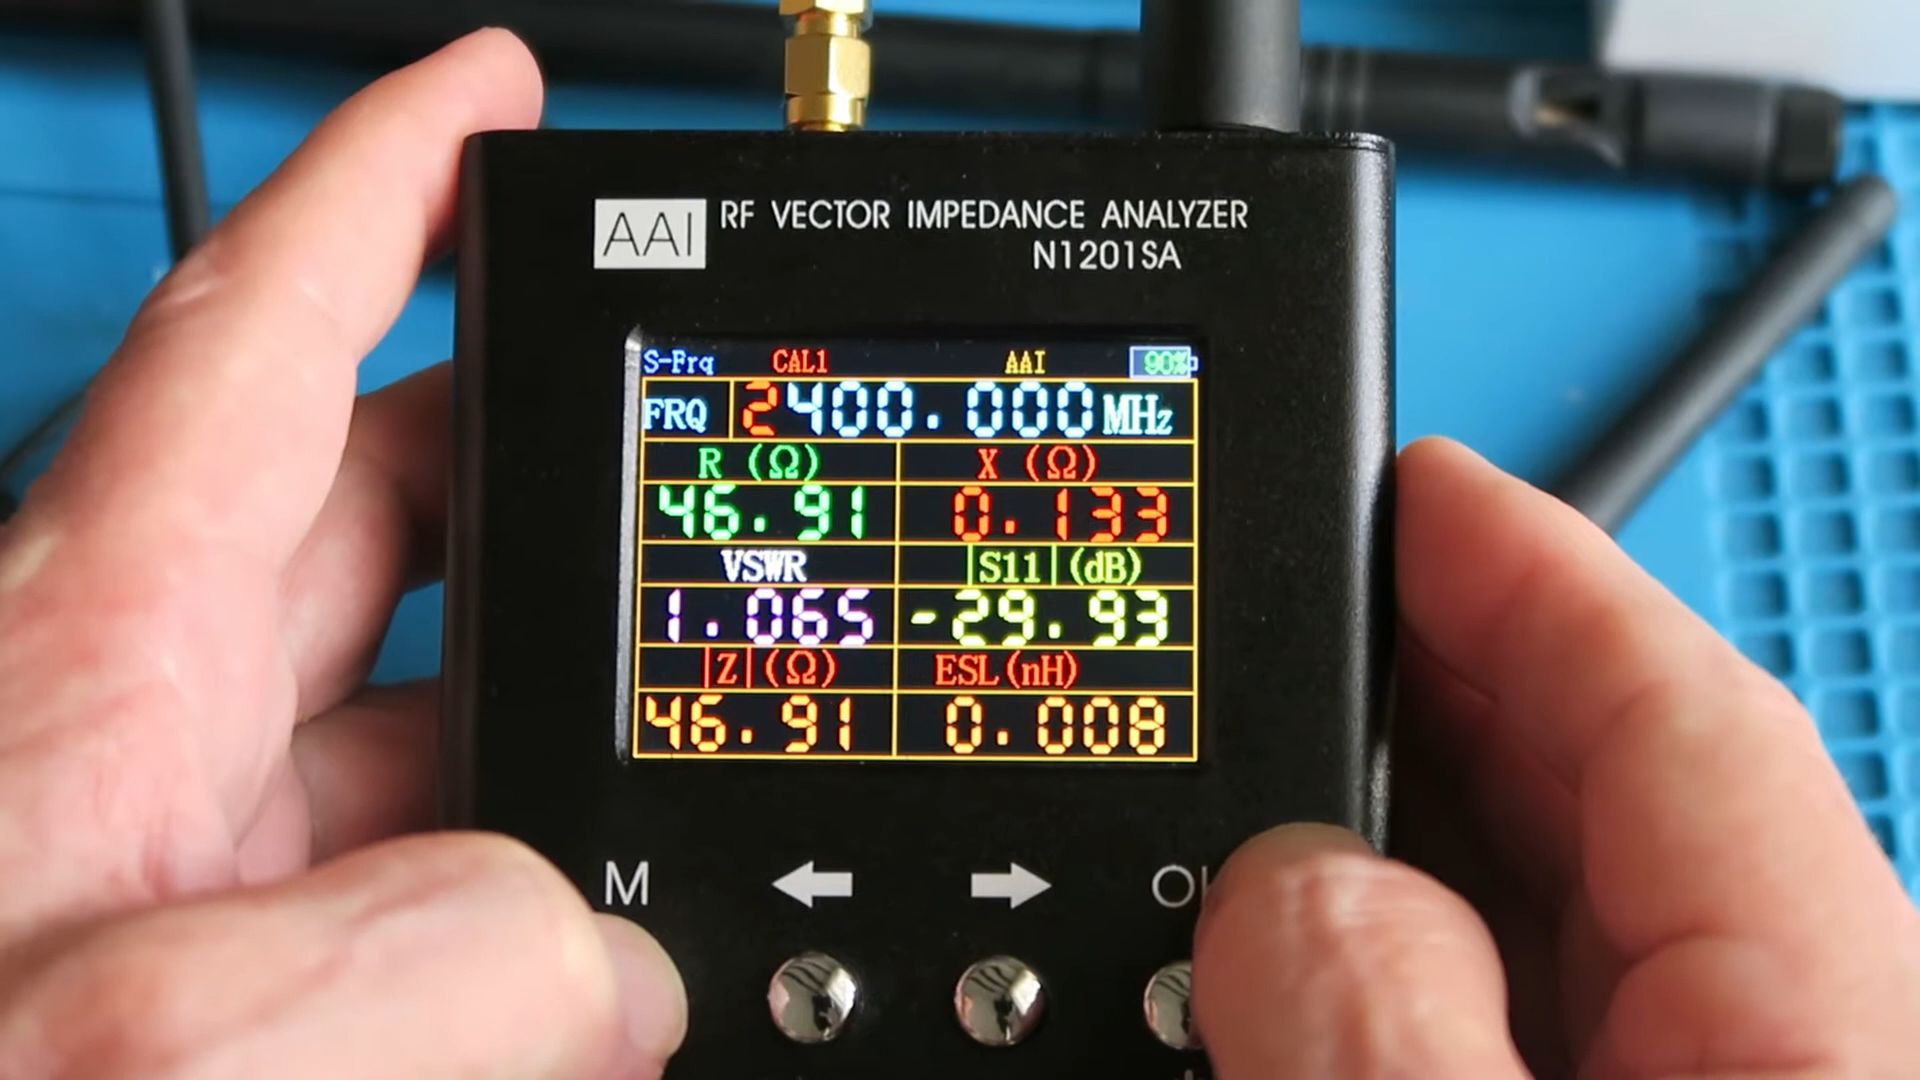 AAI RF VECTOR IMPEDANCE ANALYZER
N1201SA
S-Frq CAL1 AAI 90%
FRQ 2400.000 MHz
R (Ω) X (Ω)
46.91 0.133
VSWR |S11|(dB)
1.065 -29.93
|Z|(Ω) ESL(nH)
46.91 0.008
M